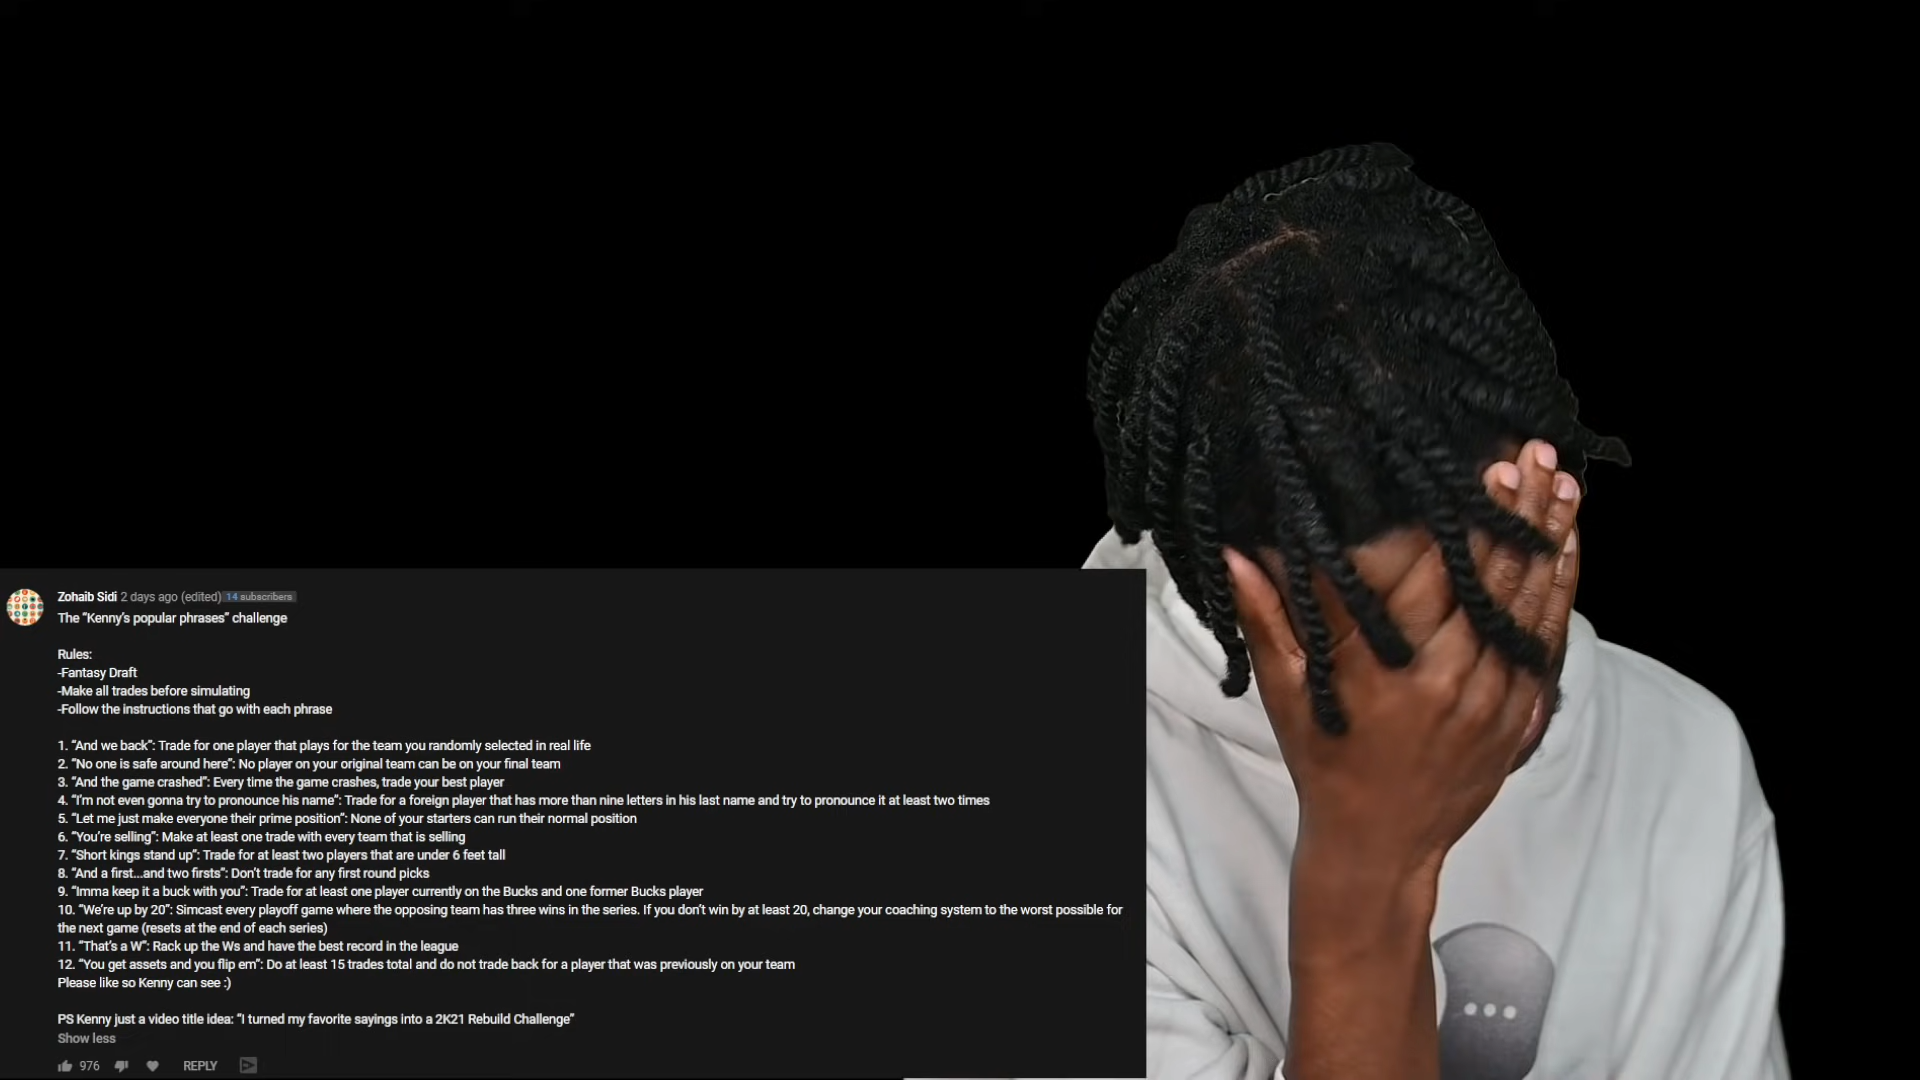 Zohaib Sidi 2 days ago (edited) 14 subscribers
The “Kenny’s popular phrases” challenge
Rules:
-Fantasy Draft
-Make all trades before simulating
-Follow the instructions that go with each phrase
1. “And we back”: Trade for one player that plays for the team you randomly selected in real life
2. “No one is safe around here”: No player on your original team can be on your final team
3. “And the game crashed”: Every time the game crashes, trade your best player
4. “I’m not even gonna try to pronounce his name”: Trade for a foreign player that has more than nine letters in his last name and try to pronounce it at least two times
5. “Let me just make everyone their prime position”: None of your starters can run their normal position
6. “You’re selling”: Make at least one trade with every team that is selling
7. “Short kings stand up”: Trade for at least two players that are under 6 feet tall
8. “And a first...and two firsts”: Don’t trade for any first round picks
9. “Imma keep it a buck with you”: Trade for at least one player currently on the Bucks and one former Bucks player
10. “We’re up by 20”: Simcast every playoff game where the opposing team has three wins in the series. If you don’t win by at least 20, change your coaching system to the worst possible for
the next game (resets at the end of each series)
11. “That’s a W”: Rack up the Ws and have the best record in the league
12. “You get assets and you flip em”: Do at least 15 trades total and do not trade back for a player that was previously on your team
Please like so Kenny can see :)
PS Kenny just a video title idea: “I turned my favorite sayings into a 2K21 Rebuild Challenge”
Show less
976 REPLY